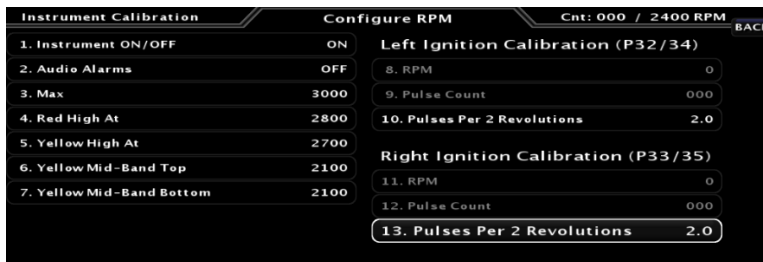 Instrument Calibration
Configure RPM
Cnt: 000 / 2400 RPM
BACK
1. Instrument ON/OFF ON
2. Audio Alarms OFF
3. Max 3000
4. Red High At 2800
5. Yellow High At 2700
6. Yellow Mid-Band Top 2100
7. Yellow Mid-Band Bottom 2100
Left Ignition Calibration (P32/34)
8. RPM 0
9. Pulse Count 000
10. Pulses Per 2 Revolutions 2.0
Right Ignition Calibration (P33/35)
11. RPM 0
12. Pulse Count 000
13. Pulses Per 2 Revolutions 2.0